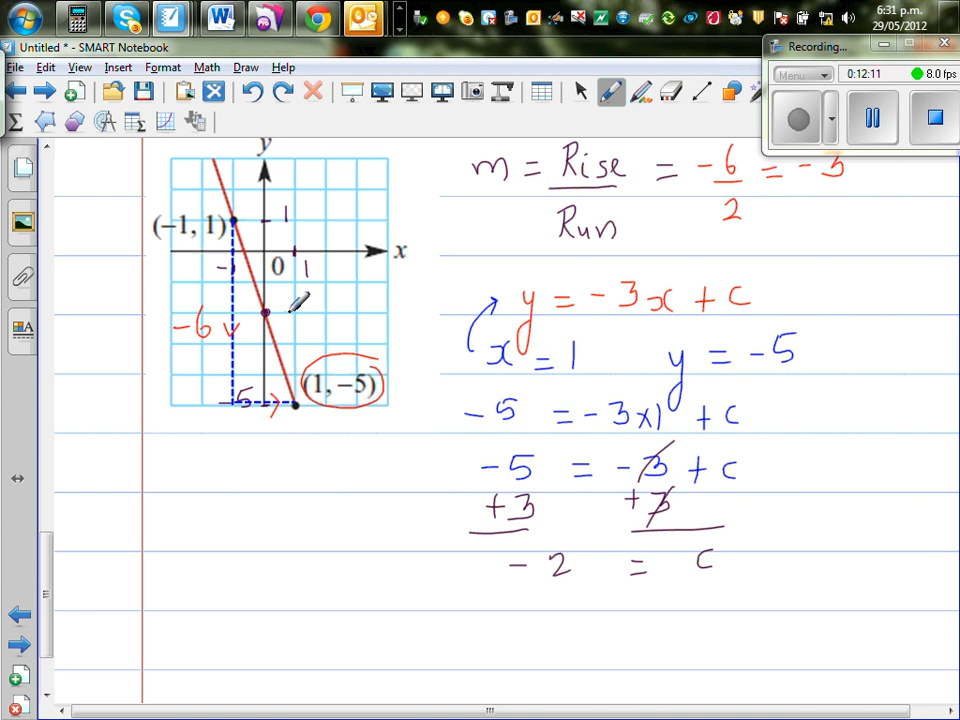 6:31 p.m.
29/05/2012
Untitled * - SMART Notebook
Recording...
File Edit View Insert Format Math Draw Help
Menu
0:12:11
8.0 fps
y
(−1, 1)
1
x
-1
0
1
-6
-5
(1, −5)
m = Rise = -6 = -3
Run 2
y = -3x + c
x = 1 y = -5
-5 = -3x1 + c
-5 = -3 + c
+3 +3
-2 = c